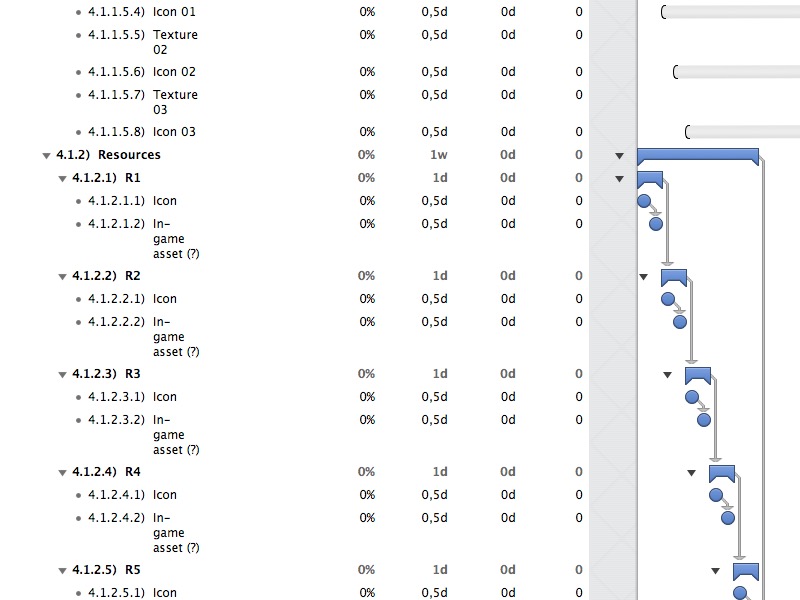 4.1.1.5.4) Icon 01 0% 0,5d 0d 0
4.1.1.5.5) Texture 0% 0,5d 0d 0
02
4.1.1.5.6) Icon 02 0% 0,5d 0d 0
4.1.1.5.7) Texture 0% 0,5d 0d 0
03
4.1.1.5.8) Icon 03 0% 0,5d 0d 0
4.1.2) Resources 0% 1w 0d 0
4.1.2.1) R1 0% 1d 0d 0
4.1.2.1.1) Icon 0% 0,5d 0d 0
4.1.2.1.2) In- 0% 0,5d 0d 0
game
asset (?)
4.1.2.2) R2 0% 1d 0d 0
4.1.2.2.1) Icon 0% 0,5d 0d 0
4.1.2.2.2) In- 0% 0,5d 0d 0
game
asset (?)
4.1.2.3) R3 0% 1d 0d 0
4.1.2.3.1) Icon 0% 0,5d 0d 0
4.1.2.3.2) In- 0% 0,5d 0d 0
game
asset (?)
4.1.2.4) R4 0% 1d 0d 0
4.1.2.4.1) Icon 0% 0,5d 0d 0
4.1.2.4.2) In- 0% 0,5d 0d 0
game
asset (?)
4.1.2.5) R5 0% 1d 0d 0
4.1.2.5.1) Icon 0% 0,5d 0d 0